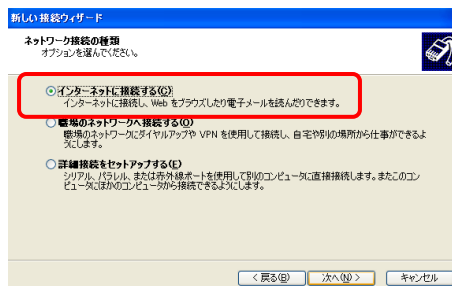 新しい接続ウィザード
ネットワーク接続の種類
オプションを選んでください。
インターネットに接続する(C)
インターネットに接続し、Web をブラウズしたり電子メールを読んだりできます。
職場のネットワークへ接続する(O)
職場のネットワークにダイヤルアップや VPN を使用して接続し、自宅や別の場所から仕事ができるよ
うにします。
詳細接続をセットアップする(E)
シリアル、パラレル、または赤外線ポートを使用して別のコンピュータに直接接続します。またこのコン
ピュータにほかのコンピュータから接続できるようにします。
< 戻る(B)
次へ(N) >
キャンセル